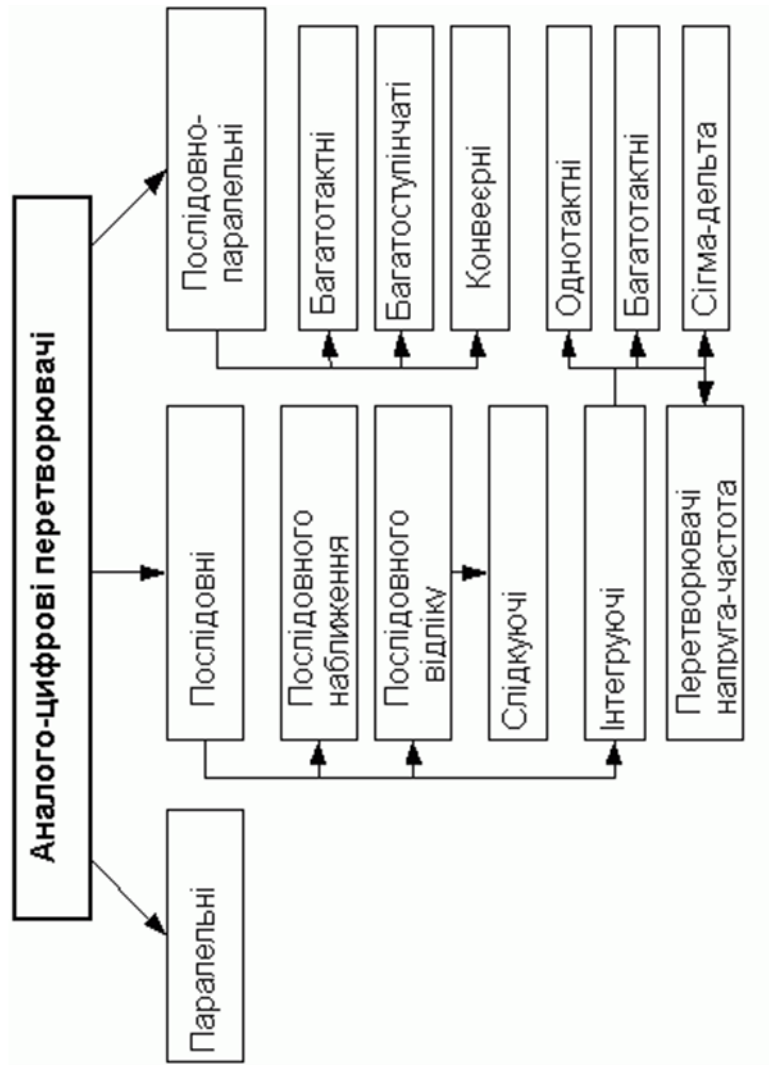 Аналого-цифрові перетворювачі
Паралельні
Послідовні
Послідовно-
паралельні
Послідовного
наближення
Послідовного
відліку
Слідкуючі
Інтегруючі
Перетворювачі
напруга-частота
Багатотактні
Багатоступінчаті
Конвеєрні
Однотактні
Багатотактні
Сігма-дельта